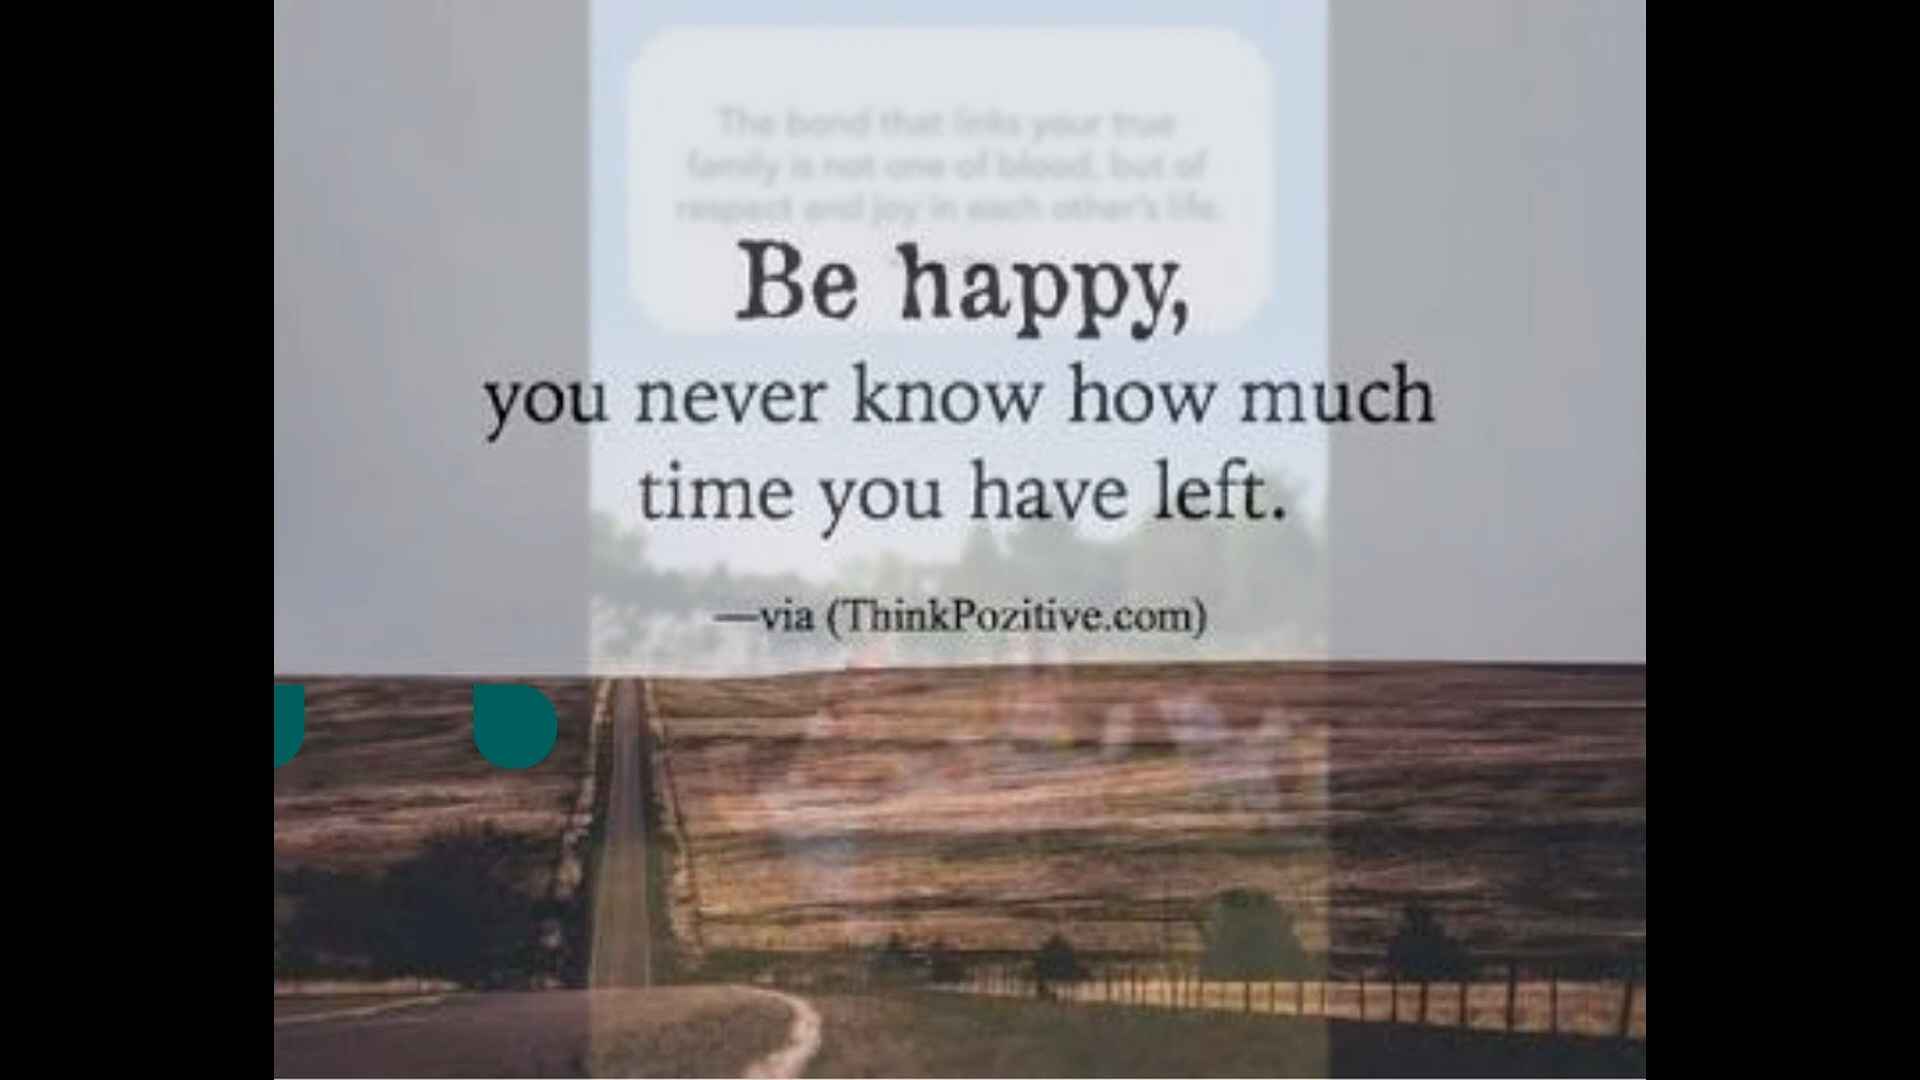 The bond that links your true
family is not one of blood, but of
respect and joy in each other's life.
Be happy,
you never know how much
time you have left.
—via (ThinkPozitive.com)